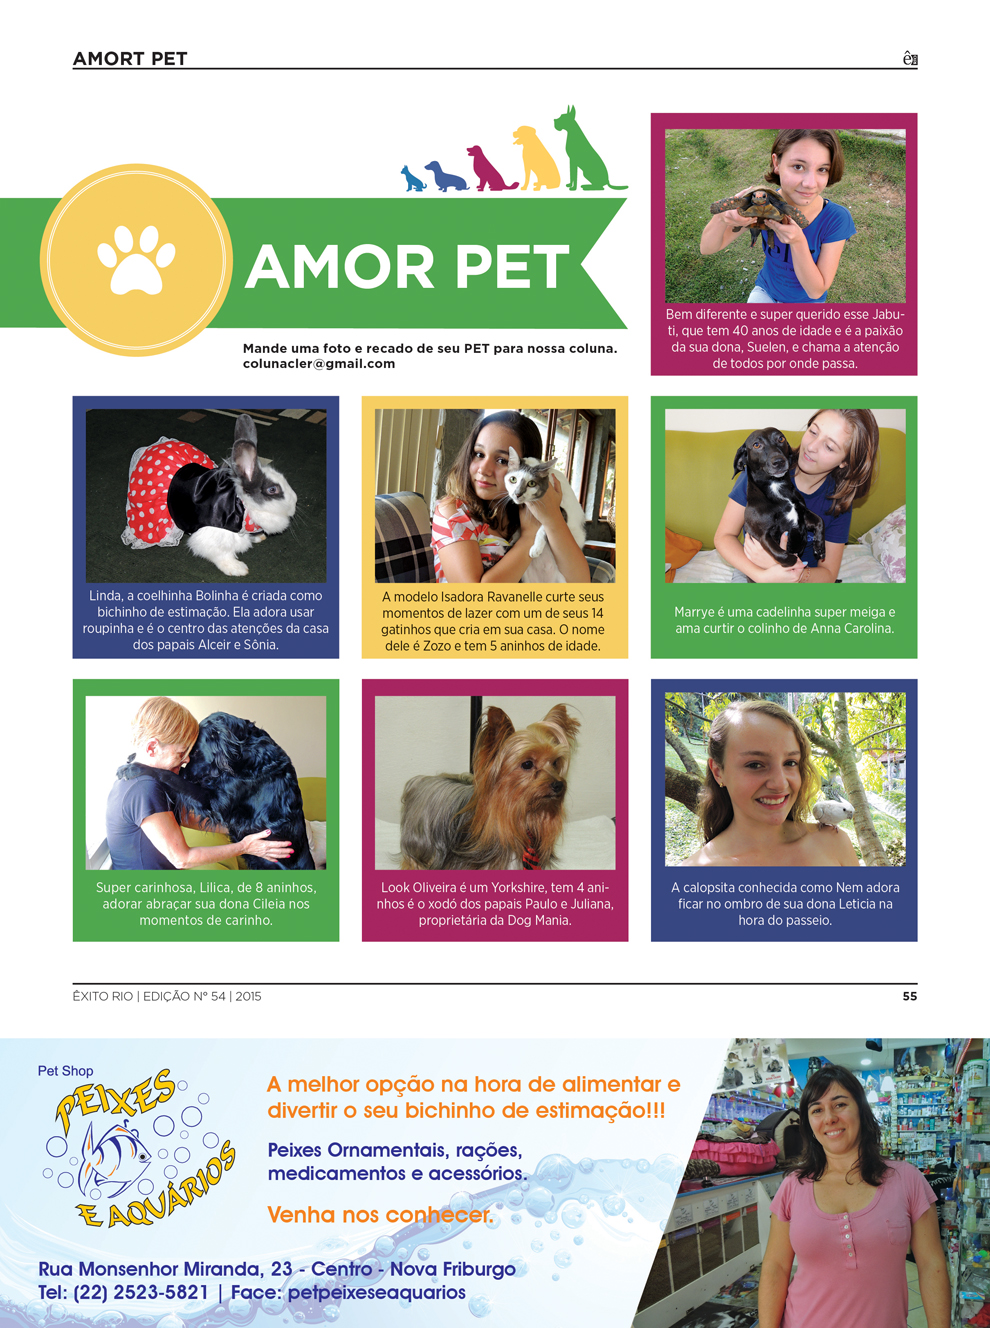 AMORT PET
AMOR PET
Mande uma foto e recado de seu PET para nossa coluna.
colunacler@gmail.com
Bem diferente e super querido esse Jabu-
ti, que tem 40 anos de idade e é a paixão
da sua dona, Suelen, e chama a atenção
de todos por onde passa.
Linda, a coelhinha Bolinha é criada como
bichinho de estimação. Ela adora usar
roupinha e é o centro das atenções da casa
dos papais Alceir e Sônia.
A modelo Isadora Ravanelle curte seus
momentos de lazer com um de seus 14
gatinhos que cria em sua casa. O nome
dele é Zozo e tem 5 aninhos de idade.
Marrye é uma cadelinha super meiga e
ama curtir o colinho de Anna Carolina.
Super carinhosa, Lilica, de 8 aninhos,
adorar abraçar sua dona Cileia nos
momentos de carinho.
Look Oliveira é um Yorkshire, tem 4 ani-
nhos é o xodó dos papais Paulo e Juliana,
proprietária da Dog Mania.
A calopsita conhecida como Nem adora
ficar no ombro de sua dona Leticia na
hora do passeio.
ÊXITO RIO | EDIÇÃO N° 54 | 2015
55
Pet Shop
PEIXES
E AQUÁRIOS
A melhor opção na hora de alimentar e
divertir o seu bichinho de estimação!!!
Peixes Ornamentais, rações,
medicamentos e acessórios.
Venha nos conhecer.
Rua Monsenhor Miranda, 23 - Centro - Nova Friburgo
Tel: (22) 2523-5821 | Face: petpeixeseaquarios